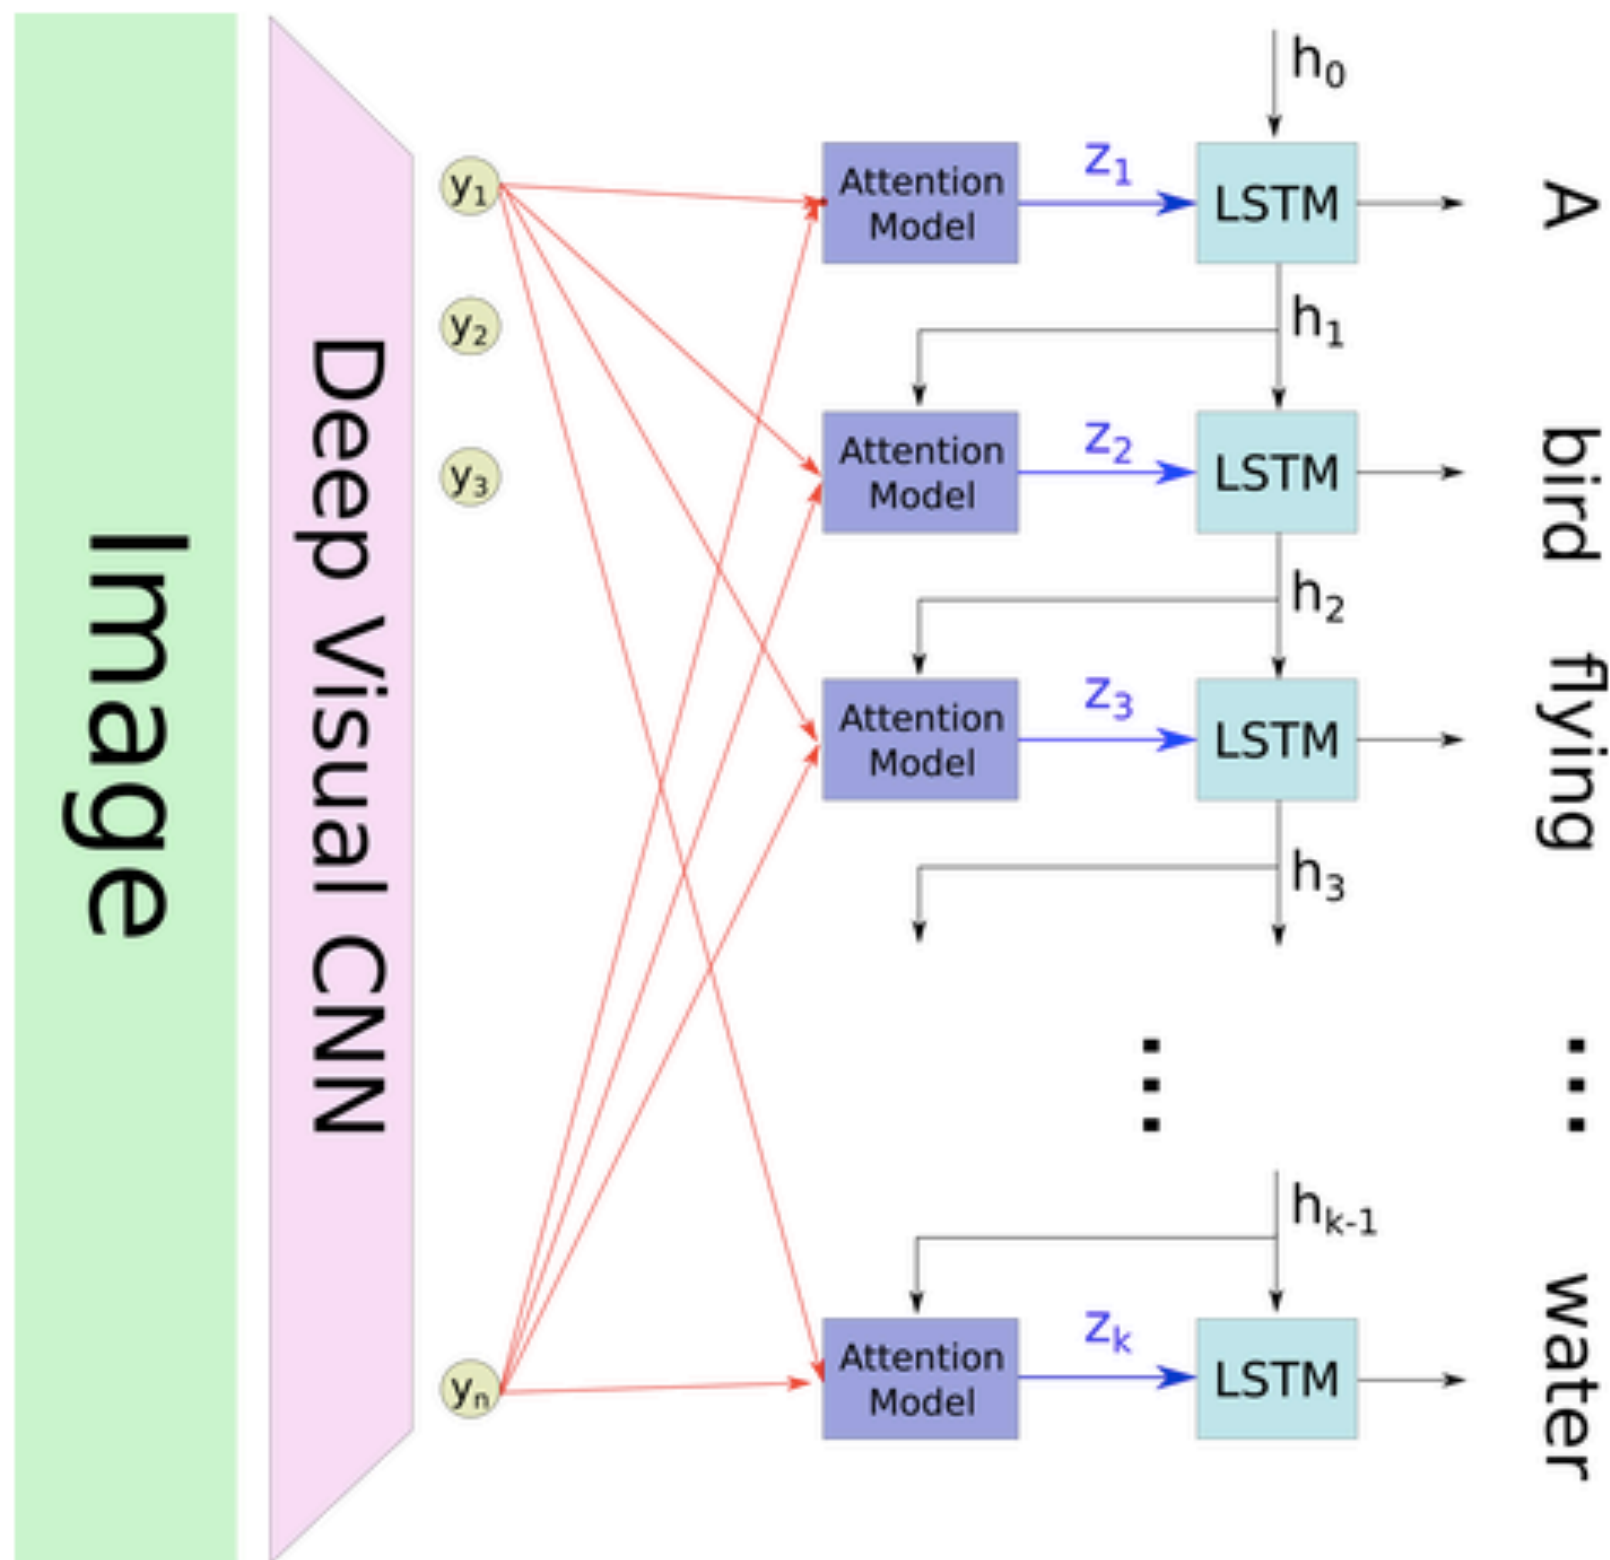 Image
Deep Visual CNN
y1
y2
y3
yn
h0
Attention
Model
z1
LSTM
A
h1
Attention
Model
z2
LSTM
bird
h2
Attention
Model
z3
LSTM
flying
h3
...
...
hk-1
Attention
Model
zk
LSTM
water